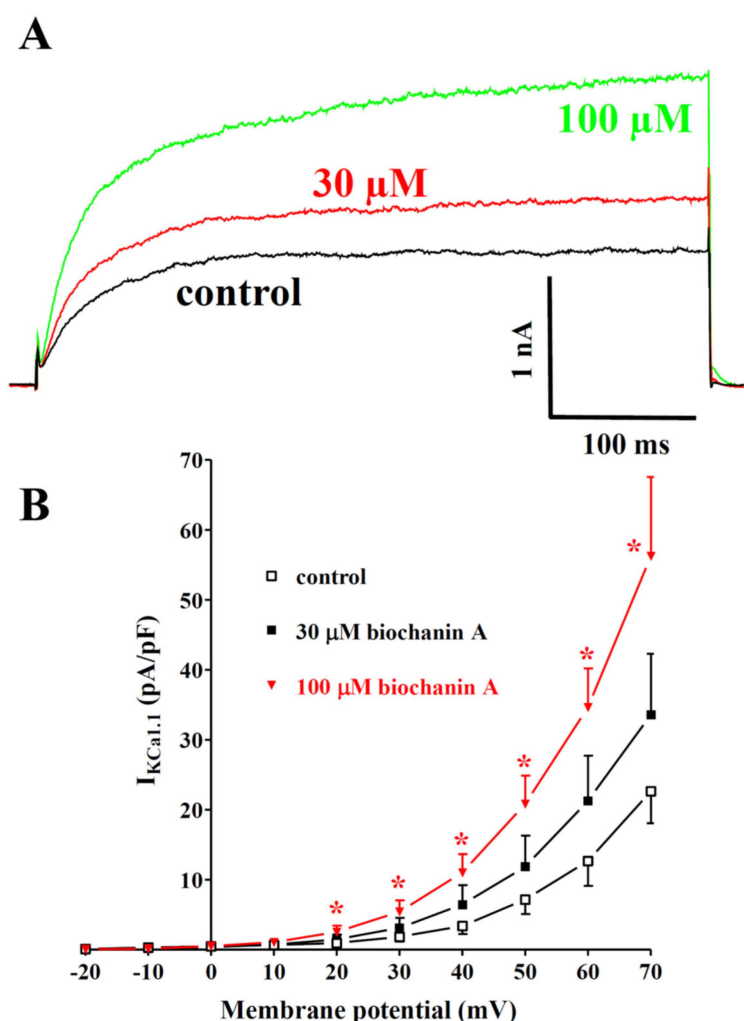 A
100 μM
30 μM
control
1 nA
100 ms
B
70
60
50
40
30
20
10
I_KCa1.1 (pA/pF)
control
30 μM biochanin A
100 μM biochanin A
*
*
*
*
*
*
-20 -10 0 10 20 30 40 50 60 70
Membrane potential (mV)